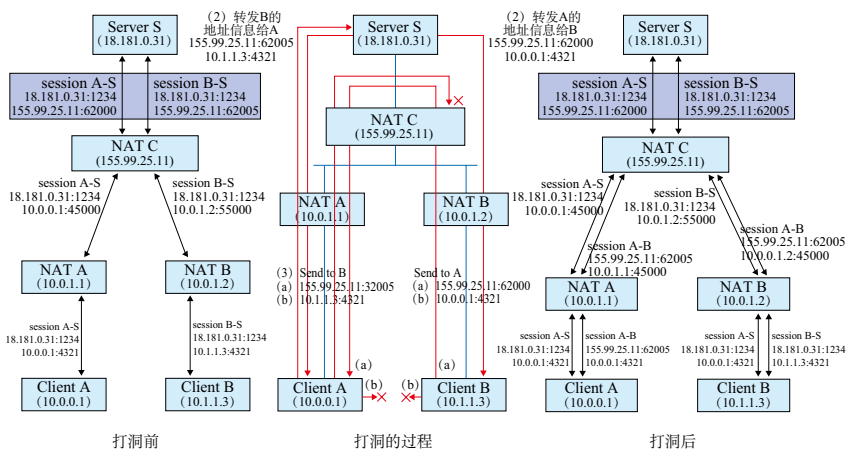 Server S
(18.181.0.31)
session A-S
18.181.0.31:1234
155.99.25.11:62000
session B-S
18.181.0.31:1234
155.99.25.11:62005
NAT C
(155.99.25.11)
session A-S
18.181.0.31:1234
10.0.0.1:45000
session B-S
18.181.0.31:1234
10.0.1.2:55000
NAT A
(10.0.1.1)
NAT B
(10.0.1.2)
session A-S
18.181.0.31:1234
10.0.0.1:4321
session B-S
18.181.0.31:1234
10.1.1.3:4321
Client A
(10.0.0.1)
Client B
(10.1.1.3)
打洞前
(2) 转发B的
地址信息给A
155.99.25.11:62005
10.1.1.3:4321
Server S
(18.181.0.31)
(2) 转发A的
地址信息给B
155.99.25.11:62000
10.0.0.1:4321
NAT C
(155.99.25.11)
NAT A
(10.0.1.1)
NAT B
(10.0.1.2)
(3) Send to B
(a) 155.99.25.11:32005
(b) 10.1.1.3:4321
Send to A
(a) 155.99.25.11:62000
(b) 10.0.0.1:4321
(a)
(a)
(b)
(b)
Client A
(10.0.0.1)
Client B
(10.1.1.3)
打洞的过程
Server S
(18.181.0.31)
session A-S
18.181.0.31:1234
155.99.25.11:62000
session B-S
18.181.0.31:1234
155.99.25.11:62005
NAT C
(155.99.25.11)
session A-S
18.181.0.31:1234
10.0.0.1:45000
session B-S
18.181.0.31:1234
10.0.1.2:55000
session A-B
155.99.25.11:62005
10.0.1.1:45000
session A-B
155.99.25.11:62005
10.0.1.2:45000
NAT A
(10.0.1.1)
NAT B
(10.0.1.2)
session A-S
18.181.0.31:1234
10.0.0.1:4321
session A-B
155.99.25.11:62005
10.0.0.1:4321
session A-S
18.181.0.31:1234
10.0.0.1:4321
session B-S
18.181.0.31:1234
10.1.1.3:4321
Client A
(10.0.0.1)
Client B
(10.1.1.3)
打洞后